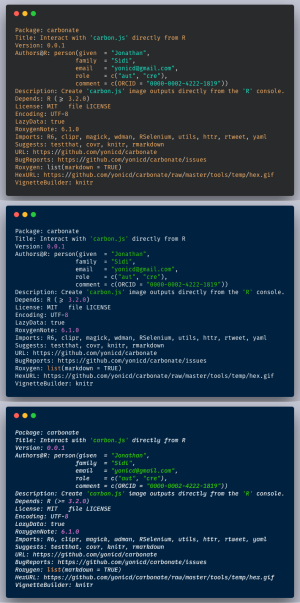 Package: carbonate
Title: Interact with 'carbon.js' directly from R
Version: 0.0.1
Authors@R: person(given  = "Jonathan",
family  = "Sidi",
email   = "yonicd@gmail.com",
role    = c("aut", "cre"),
comment = c(ORCID = "0000-0002-4222-1819"))
Description: Create 'carbon.js' image outputs directly from the 'R' console.
Depends: R (≥ 3.2.0)
License: MIT   file LICENSE
Encoding: UTF-8
LazyData: true
RoxygenNote: 6.1.0
Imports: R6, clipr, magick, wdman, RSelenium, utils, httr, rtweet, yaml
Suggests: testthat, covr, knitr, rmarkdown
URL: https://github.com/yonicd/carbonate
BugReports: https://github.com/yonicd/carbonate/issues
Roxygen: list(markdown = TRUE)
HexURL: https://github.com/yonicd/carbonate/raw/master/tools/temp/hex.gif
VignetteBuilder: knitr
Package: carbonate
Title: Interact with 'carbon.js' directly from R
Version: 0.0.1
Authors@R: person(given  = "Jonathan",
family  = "Sidi",
email   = "yonicd@gmail.com",
role    = c("aut", "cre"),
comment = c(ORCID = "0000-0002-4222-1819"))
Description: Create 'carbon.js' image outputs directly from the 'R' console.
Depends: R (≥ 3.2.0)
License: MIT   file LICENSE
Encoding: UTF-8
LazyData: true
RoxygenNote: 6.1.0
Imports: R6, clipr, magick, wdman, RSelenium, utils, httr, rtweet, yaml
Suggests: testthat, covr, knitr, rmarkdown
URL: https://github.com/yonicd/carbonate
BugReports: https://github.com/yonicd/carbonate/issues
Roxygen: list(markdown = TRUE)
HexURL: https://github.com/yonicd/carbonate/raw/master/tools/temp/hex.gif
VignetteBuilder: knitr
Package: carbonate
Title: Interact with 'carbon.js' directly from R
Version: 0.0.1
Authors@R: person(given  = "Jonathan",
family  = "Sidi",
email   = "yonicd@gmail.com",
role    = c("aut", "cre"),
comment = c(ORCID = "0000-0002-4222-1819"))
Description: Create 'carbon.js' image outputs directly from the 'R' console.
Depends: R (>= 3.2.0)
License: MIT   file LICENSE
Encoding: UTF-8
LazyData: true
RoxygenNote: 6.1.0
Imports: R6, clipr, magick, wdman, RSelenium, utils, httr, rtweet, yaml
Suggests: testthat, covr, knitr, rmarkdown
URL: https://github.com/yonicd/carbonate
BugReports: https://github.com/yonicd/carbonate/issues
Roxygen: list(markdown = TRUE)
HexURL: https://github.com/yonicd/carbonate/raw/master/tools/temp/hex.gif
VignetteBuilder: knitr